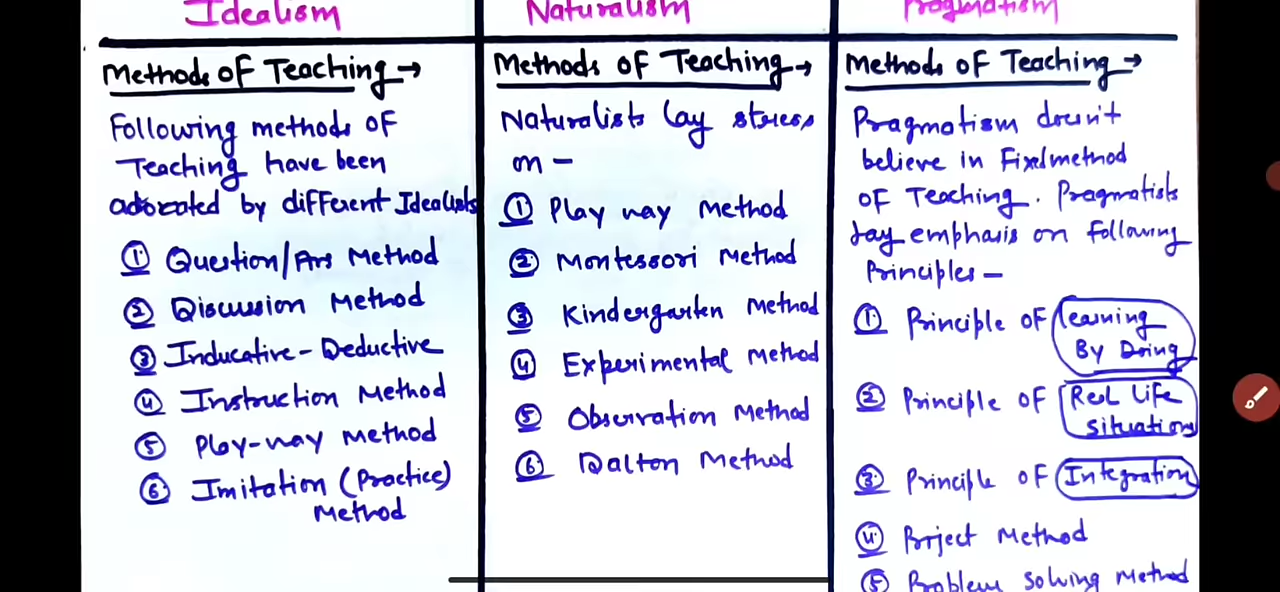 Idealism
Methods of Teaching →
Following methods of
Teaching have been
advocated by different Idealists
① Question/Ans Method
② Discussion Method
③ Inducative-Deductive
④ Instruction Method
⑤ Play-way Method
⑥ Imitation (Practice)
Method
Naturalism
Methods of Teaching →
Naturalists lay stress
on –
① Play way Method
② Montessori Method
③ Kindergarten Method
④ Experimental Method
⑤ Observation Method
⑥ Dalton Method
Pragmatism
Methods of Teaching →
Pragmatism doesn't
believe in Fixed method
of Teaching. Pragmatists
lay emphasis on following
Principles –
① Principle of learning
By Doing
② Principle of Real Life
situations
③ Principle of Integration
④ Project Method
⑤ Problem Solving Method